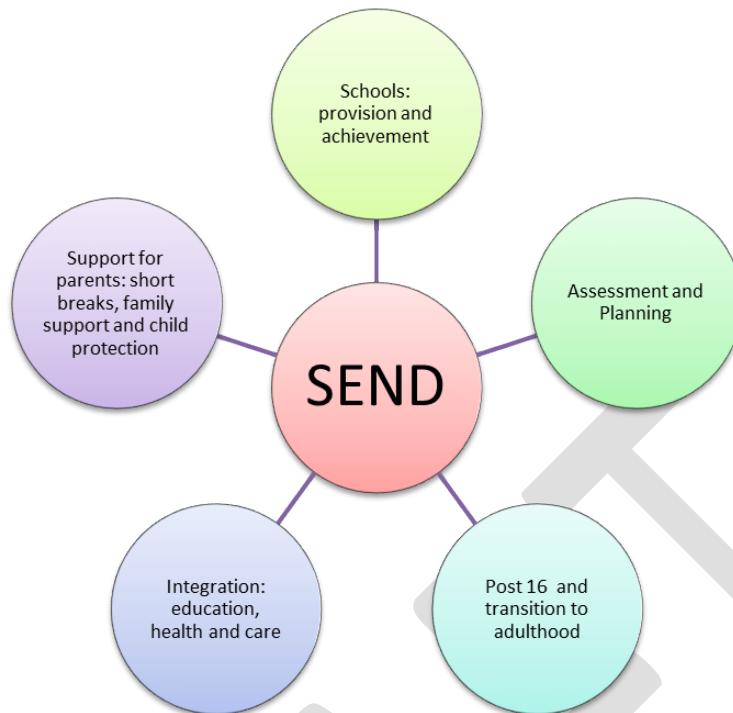 Schools:
provision and
achievement
Support for
parents: short
breaks, family
support and child
protection
Assessment and
Planning
SEND
Integration:
education,
health and care
Post 16 and
transition to
adulthood